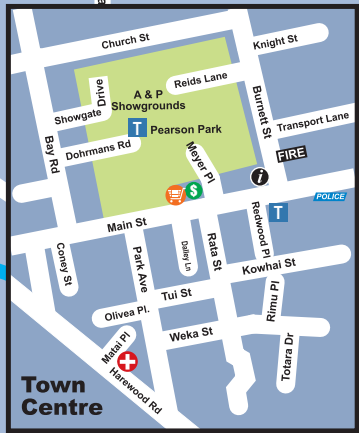 Church St
Knight St
Reids Lane
Drive
A & P
Showgrounds
Showgate
Burnett St
Transport Lane
T
Pearson Park
Bay Rd
Dohrmans Rd
Meyer Pl
FIRE
i
$
POLICE
Main St
Redwood Pl
T
Coney St
Park Ave
Dailey Ln
Rata St
Kowhai St
Tui St
Olivea Pl.
Rimu Pl
Weka St
Matai Pl
Totara Dr
Harewood Rd
Town
Centre